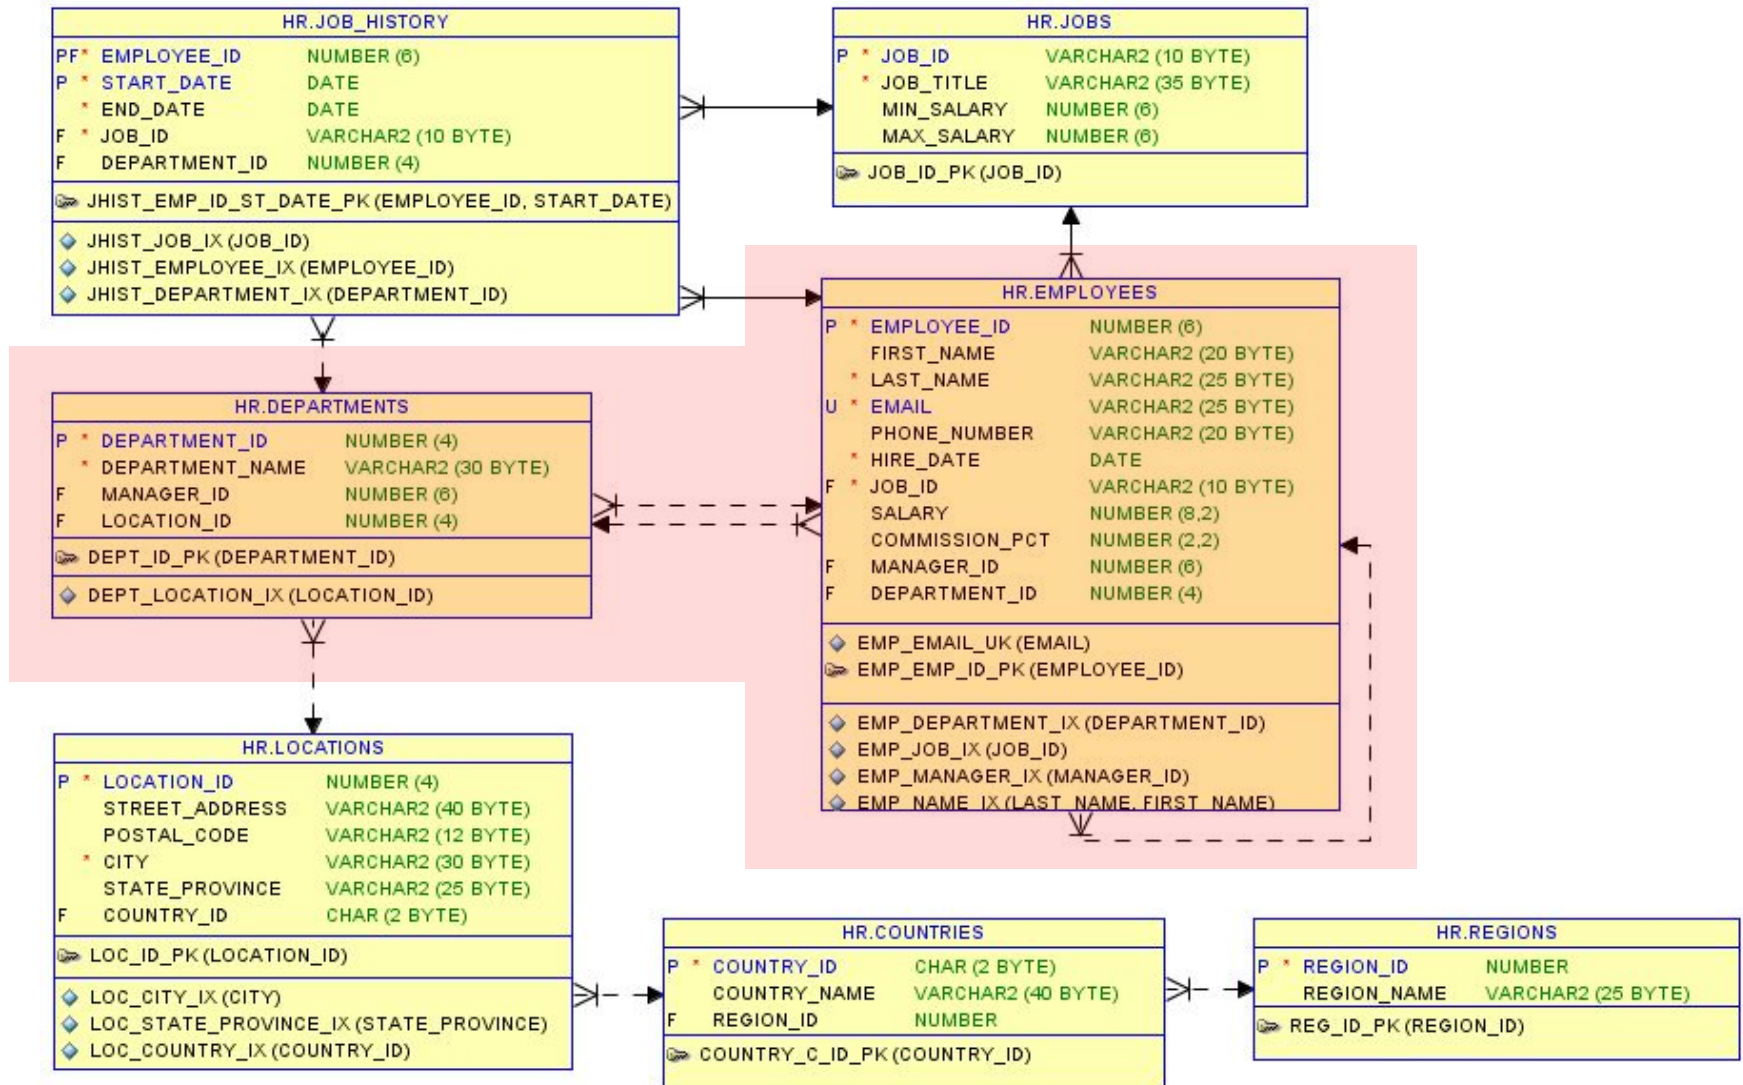 HR.JOB_HISTORY
PF* EMPLOYEE_ID NUMBER (6)
P * START_DATE DATE
* END_DATE DATE
F * JOB_ID VARCHAR2 (10 BYTE)
F DEPARTMENT_ID NUMBER (4)
JHIST_EMP_ID_ST_DATE_PK (EMPLOYEE_ID, START_DATE)
JHIST_JOB_IX (JOB_ID)
JHIST_EMPLOYEE_IX (EMPLOYEE_ID)
JHIST_DEPARTMENT_IX (DEPARTMENT_ID)
HR.JOBS
P * JOB_ID VARCHAR2 (10 BYTE)
* JOB_TITLE VARCHAR2 (35 BYTE)
MIN_SALARY NUMBER (6)
MAX_SALARY NUMBER (6)
JOB_ID_PK (JOB_ID)
HR.DEPARTMENTS
P * DEPARTMENT_ID NUMBER (4)
* DEPARTMENT_NAME VARCHAR2 (30 BYTE)
F MANAGER_ID NUMBER (6)
F LOCATION_ID NUMBER (4)
DEPT_ID_PK (DEPARTMENT_ID)
DEPT_LOCATION_IX (LOCATION_ID)
HR.EMPLOYEES
P * EMPLOYEE_ID NUMBER (6)
FIRST_NAME VARCHAR2 (20 BYTE)
* LAST_NAME VARCHAR2 (25 BYTE)
U * EMAIL VARCHAR2 (25 BYTE)
PHONE_NUMBER VARCHAR2 (20 BYTE)
* HIRE_DATE DATE
F * JOB_ID VARCHAR2 (10 BYTE)
SALARY NUMBER (8,2)
COMMISSION_PCT NUMBER (2,2)
F MANAGER_ID NUMBER (6)
F DEPARTMENT_ID NUMBER (4)
EMP_EMAIL_UK (EMAIL)
EMP_EMP_ID_PK (EMPLOYEE_ID)
EMP_DEPARTMENT_IX (DEPARTMENT_ID)
EMP_JOB_IX (JOB_ID)
EMP_MANAGER_IX (MANAGER_ID)
EMP_NAME_IX (LAST_NAME, FIRST_NAME)
HR.LOCATIONS
P * LOCATION_ID NUMBER (4)
STREET_ADDRESS VARCHAR2 (40 BYTE)
POSTAL_CODE VARCHAR2 (12 BYTE)
* CITY VARCHAR2 (30 BYTE)
STATE_PROVINCE VARCHAR2 (25 BYTE)
F COUNTRY_ID CHAR (2 BYTE)
LOC_ID_PK (LOCATION_ID)
LOC_CITY_IX (CITY)
LOC_STATE_PROVINCE_IX (STATE_PROVINCE)
LOC_COUNTRY_IX (COUNTRY_ID)
HR.COUNTRIES
P * COUNTRY_ID CHAR (2 BYTE)
COUNTRY_NAME VARCHAR2 (40 BYTE)
F REGION_ID NUMBER
COUNTRY_C_ID_PK (COUNTRY_ID)
HR.REGIONS
P * REGION_ID NUMBER
REGION_NAME VARCHAR2 (25 BYTE)
REG_ID_PK (REGION_ID)